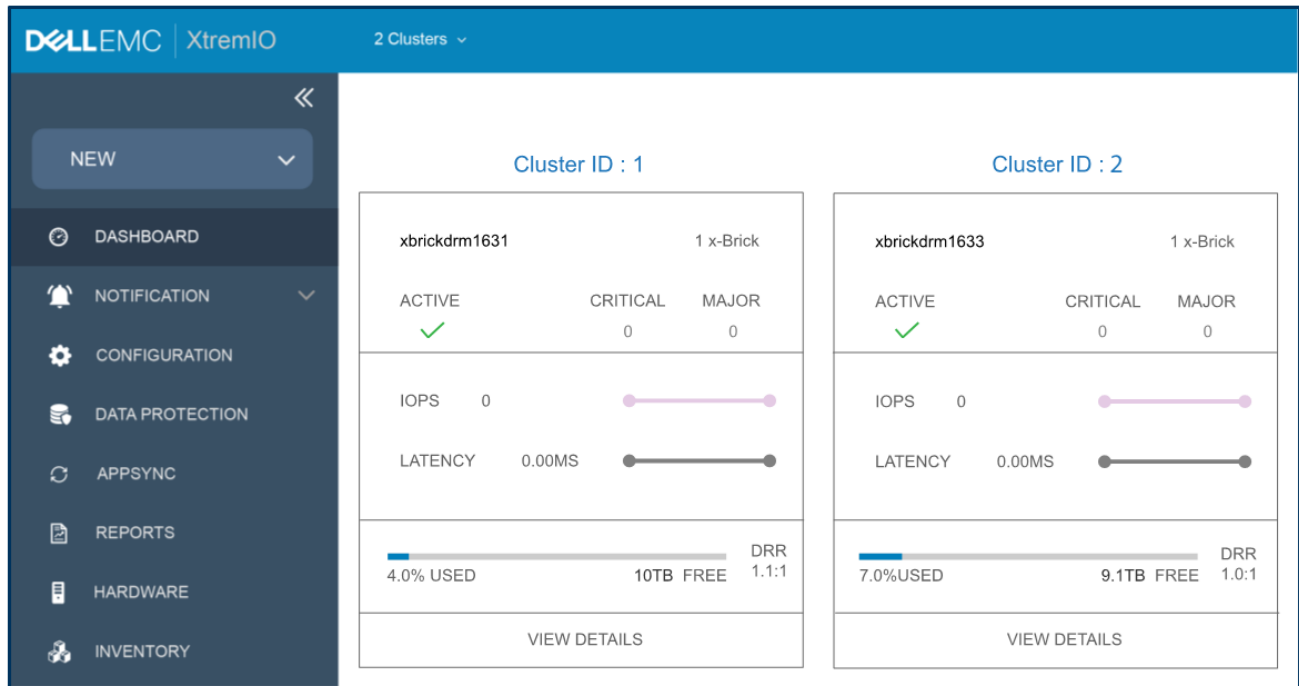 DELLEMC XtremIO
2 Clusters
NEW
DASHBOARD
NOTIFICATION
CONFIGURATION
DATA PROTECTION
APPSYNC
REPORTS
HARDWARE
INVENTORY
Cluster ID : 1
xbrickdrm1631 1 x-Brick
ACTIVE CRITICAL MAJOR
0 0
IOPS 0
LATENCY 0.00MS
DRR
4.0% USED 10TB FREE 1.1:1
VIEW DETAILS
Cluster ID : 2
xbrickdrm1633 1 x-Brick
ACTIVE CRITICAL MAJOR
0 0
IOPS 0
LATENCY 0.00MS
DRR
7.0%USED 9.1TB FREE 1.0:1
VIEW DETAILS